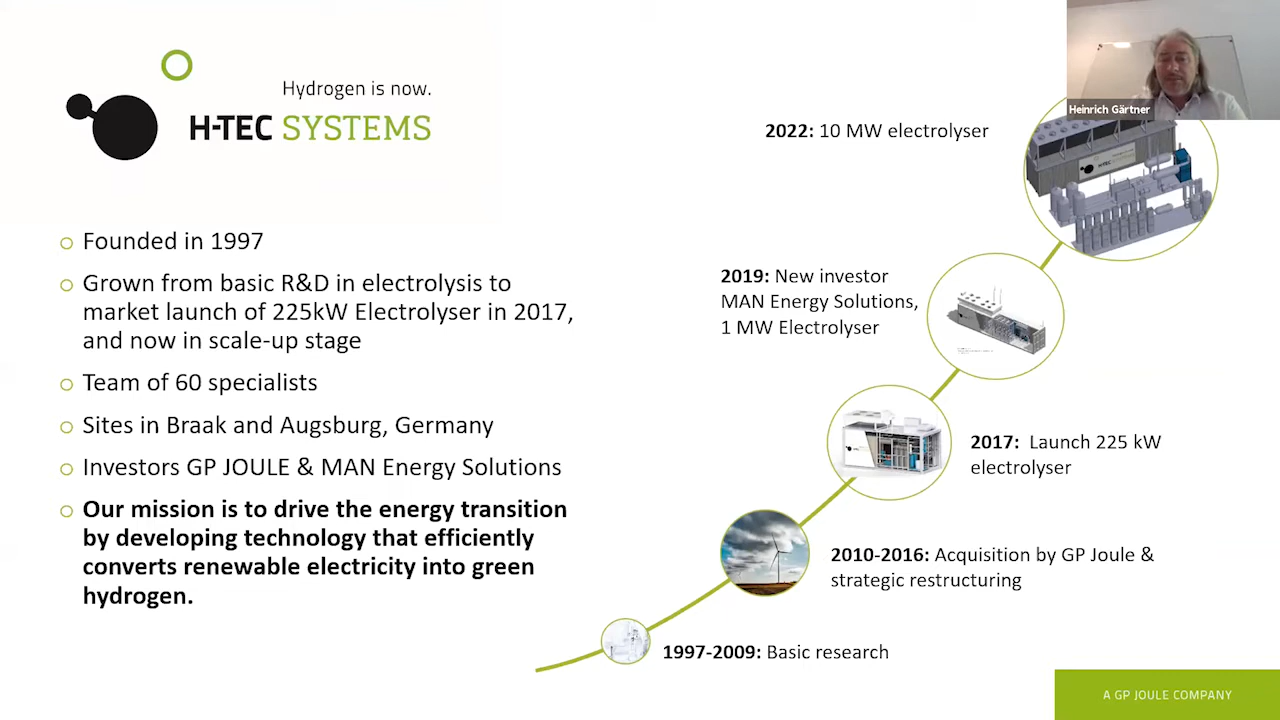 Hydrogen is now.
H-TEC SYSTEMS
Founded in 1997
Grown from basic R&D in electrolysis to
market launch of 225kW Electrolyser in 2017,
and now in scale-up stage
Team of 60 specialists
Sites in Braak and Augsburg, Germany
Investors GP JOULE & MAN Energy Solutions
Our mission is to drive the energy transition
by developing technology that efficiently
converts renewable electricity into green
hydrogen.
Heinrich Gärtner
2022: 10 MW electrolyser
2019: New investor
MAN Energy Solutions,
1 MW Electrolyser
2017: Launch 225 kW
electrolyser
2010-2016: Acquisition by GP Joule &
strategic restructuring
1997-2009: Basic research
A GP JOULE COMPANY